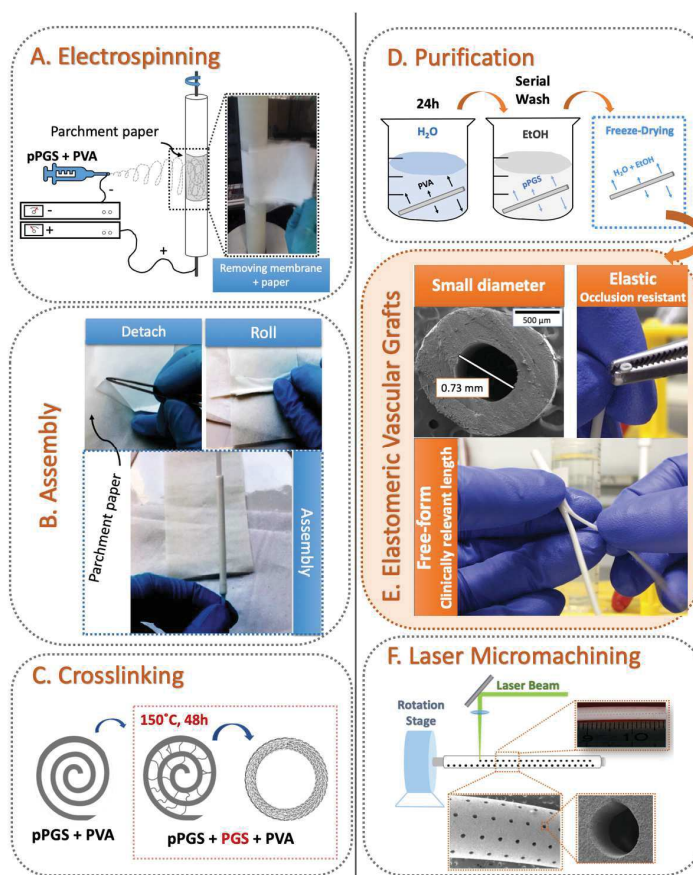 A. Electrospinning
Parchment paper
pPGS + PVA
-
-
+
+
Removing membrane
+ paper
B. Assembly
Detach
Roll
Parchment paper
Assembly
C. Crosslinking
150˚C, 48h
pPGS + PVA
pPGS + PGS + PVA
D. Purification
24h
Serial
Wash
H₂O
EtOH
Freeze-Drying
PVA
pPGS
H₂O + EtOH
E. Elastomeric Vascular Grafts
Small diameter
500 µm
0.73 mm
Elastic
Occlusion resistant
Free-form
Clinically relevant length
F. Laser Micromachining
Laser Beam
Rotation
Stage
10